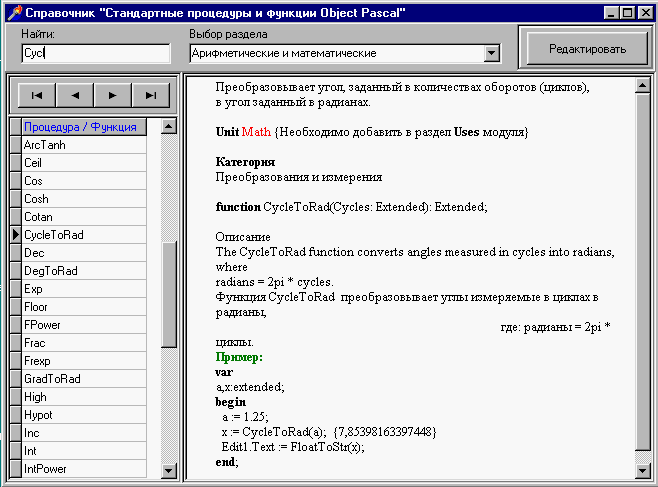 Справочник "Стандартные процедуры и функции Object Pascal"
Найти:
Cycl
Выбор раздела
Арифметические и математические
Редактировать
Процедура / Функция
ArcTanh
Ceil
Cos
Cosh
Cotan
CycleToRad
Dec
DegToRad
Exp
Floor
FPower
Frac
Frexp
GradToRad
High
Hypot
Inc
Int
IntPower
Преобразовывает угол, заданный в количествах оборотов (циклов),
в угол заданный в радианах.
Unit Math {Необходимо добавить в раздел Uses модуля}
Категория
Преобразования и измерения
function CycleToRad(Cycles: Extended): Extended;
Описание
The CycleToRad function converts angles measured in cycles into radians,
where
radians = 2pi * cycles.
Функция CycleToRad преобразовывает углы измеряемые в циклах в
радианы,
где: радианы = 2pi *
циклы.
Пример:
var
a,x:extended;
begin
a := 1.25;
x := CycleToRad(a); {7,85398163397448}
Edit1.Text := FloatToStr(x);
end;